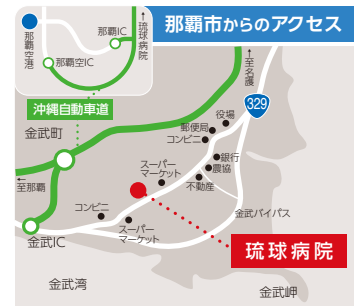 那覇市からのアクセス
↑琉球病院
那覇空港
那覇IC
那覇空IC
沖縄自動車道
↑至名護
329
金武町
役場
郵便局
コンビニ
銀行
農協
スーパー
マーケット
不動産
←至那覇
コンビニ
スーパー
マーケット
金武バイパス
金武IC
琉球病院
金武湾
金武岬